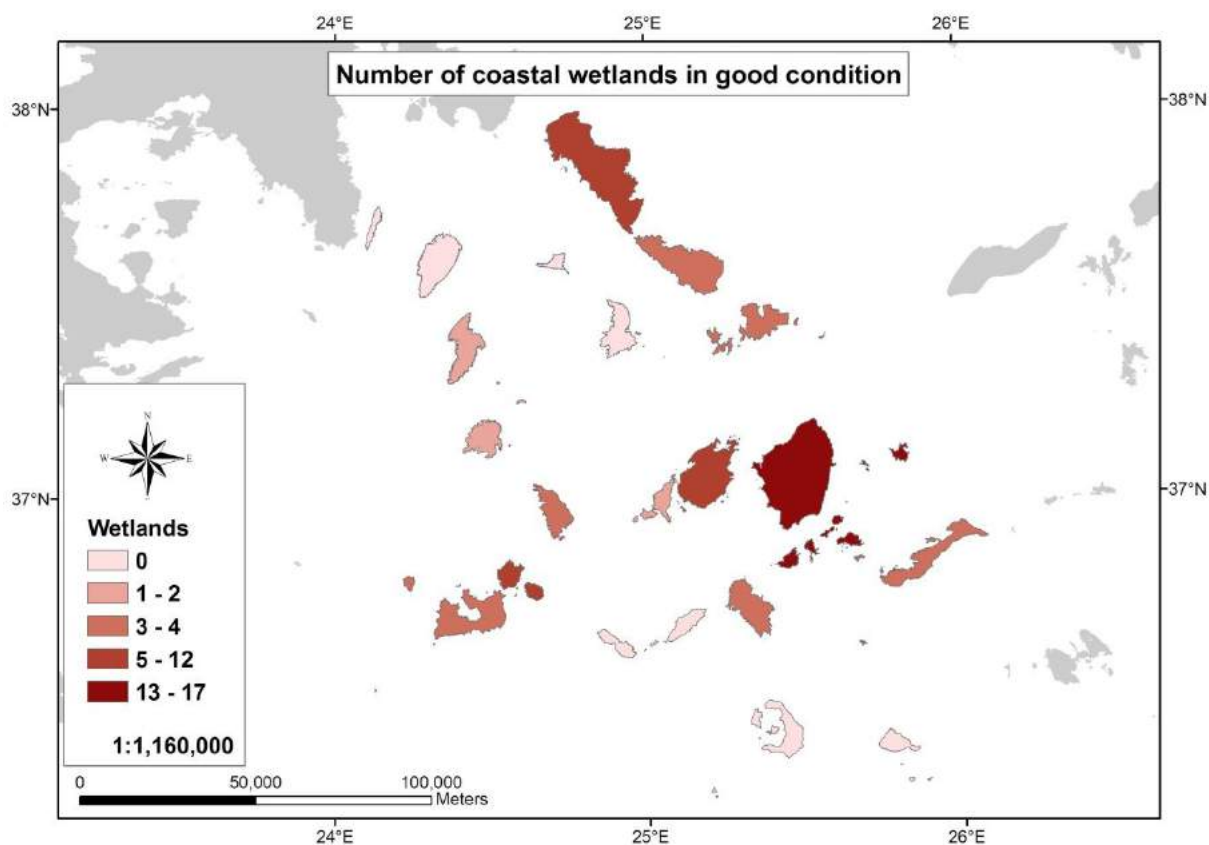 24°E 25°E 26°E
Number of coastal wetlands in good condition
38°N 38°N
37°N 37°N
N
W E
S
Wetlands
0
1 - 2
3 - 4
5 - 12
13 - 17
1:1,160,000
0 50,000 100,000
Meters
24°E 25°E 26°E